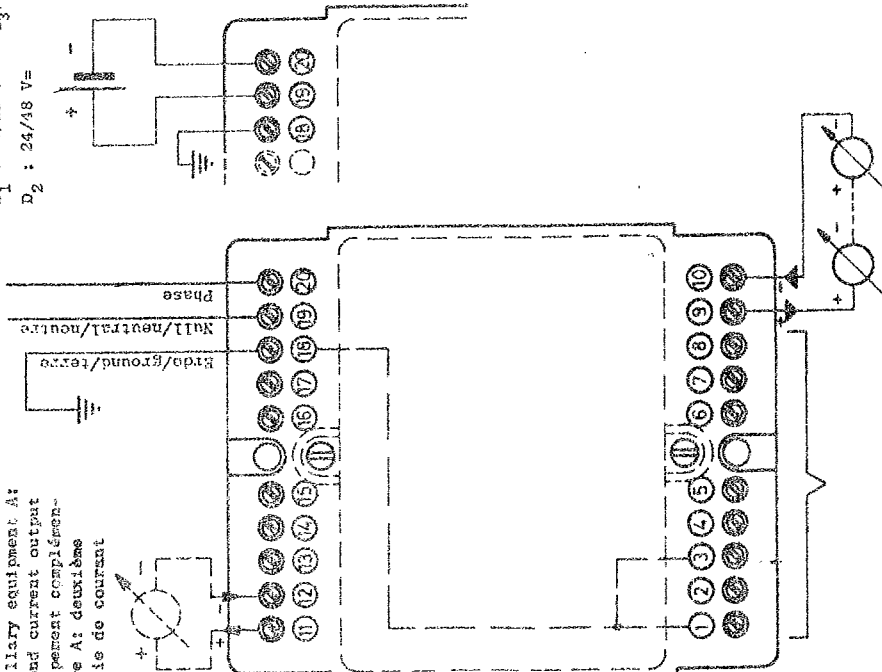 D₂ : 24/48 V=
- +
20
19
18
llary equipment A:
nd current output
pement complémen-
e A: deuxième
ie de courant
Erde/ground/terre
Null/neutral/neutre
Phase
+ -
+ -
11 12 13 14 15 16 17 18 19 20
1 2 3 4 5 6 7 8 9 10
+ -
+ - + -